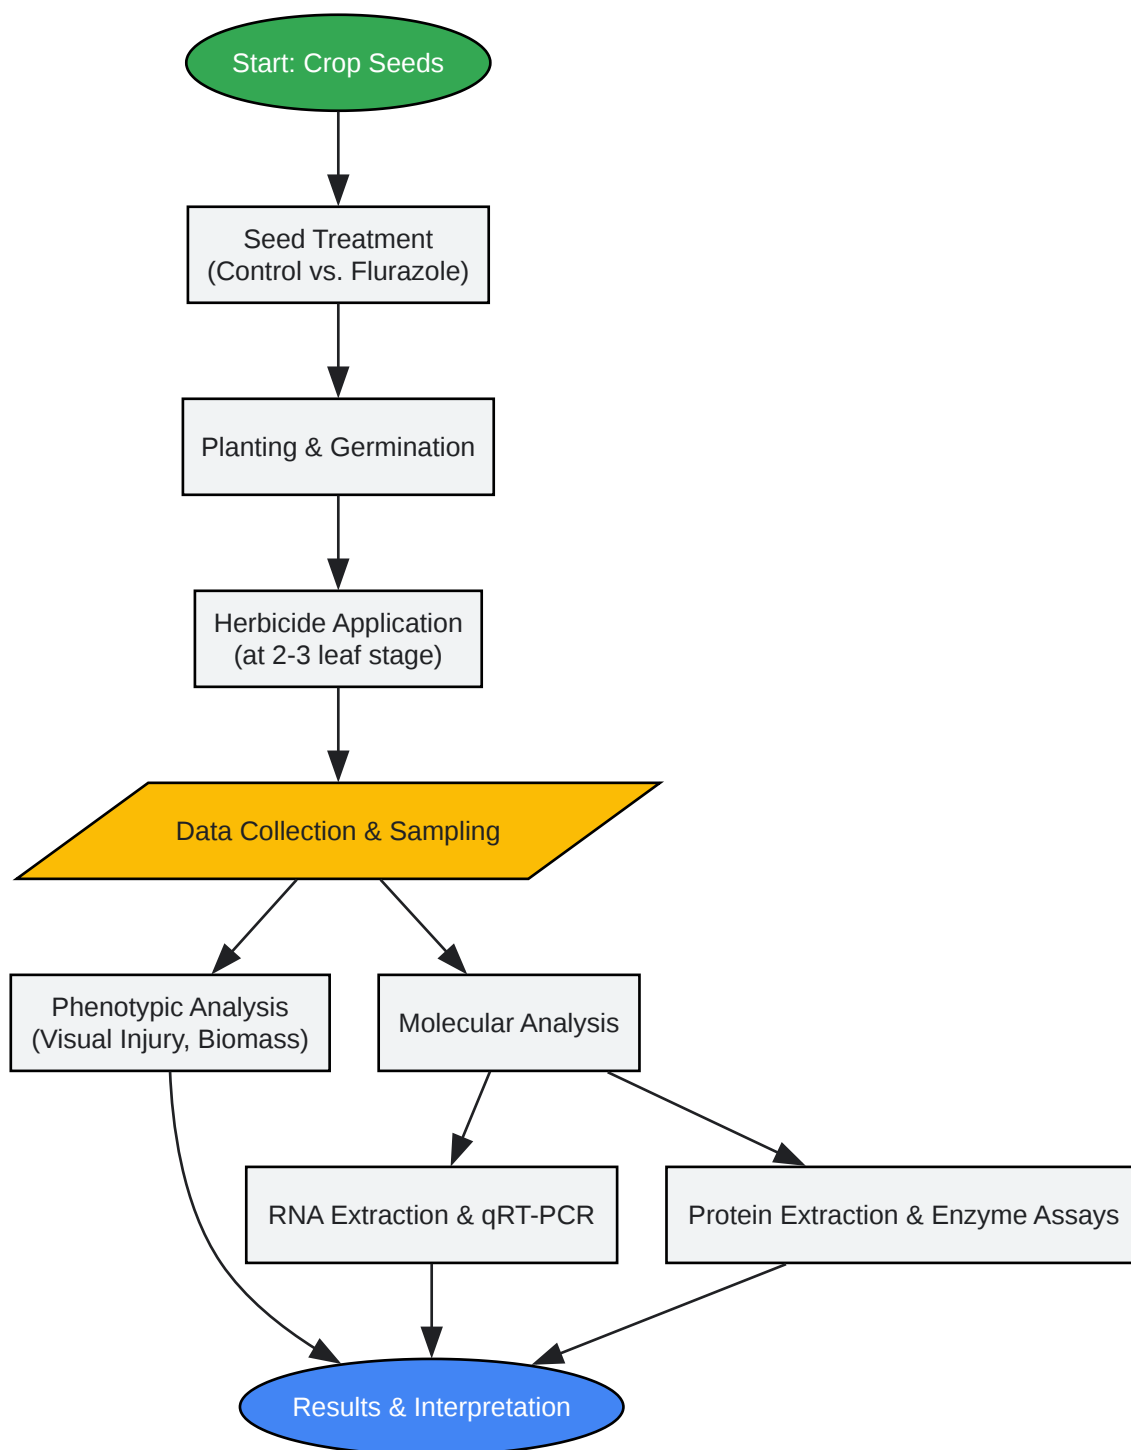 Start: Crop Seeds
Seed Treatment
(Control vs. Flurazole)
Planting & Germination
Herbicide Application
(at 2-3 leaf stage)
Data Collection & Sampling
Phenotypic Analysis
(Visual Injury, Biomass)
Molecular Analysis
RNA Extraction & qRT-PCR
Protein Extraction & Enzyme Assays
Results & Interpretation